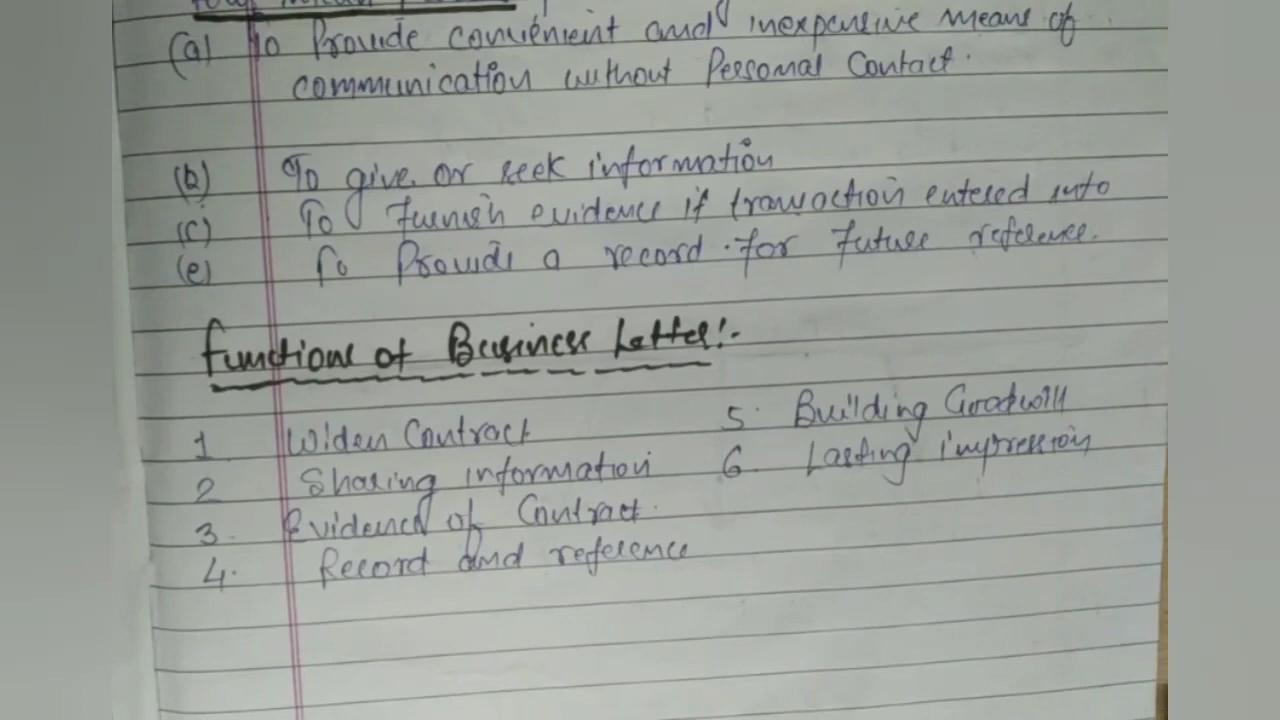 (a) To Provide convenient and inexpensive means of
communication without Personal Contact.
(b) To give or seek information
(c) To Furnish evidence if transaction entered into
(e) To Provide a record for future reference.
Functions of Business Letter:-
1 Widen Contract
2 Sharing information
3. Evidence of Contract.
4. Record and reference
5. Building Goodwill
6. Lasting impression